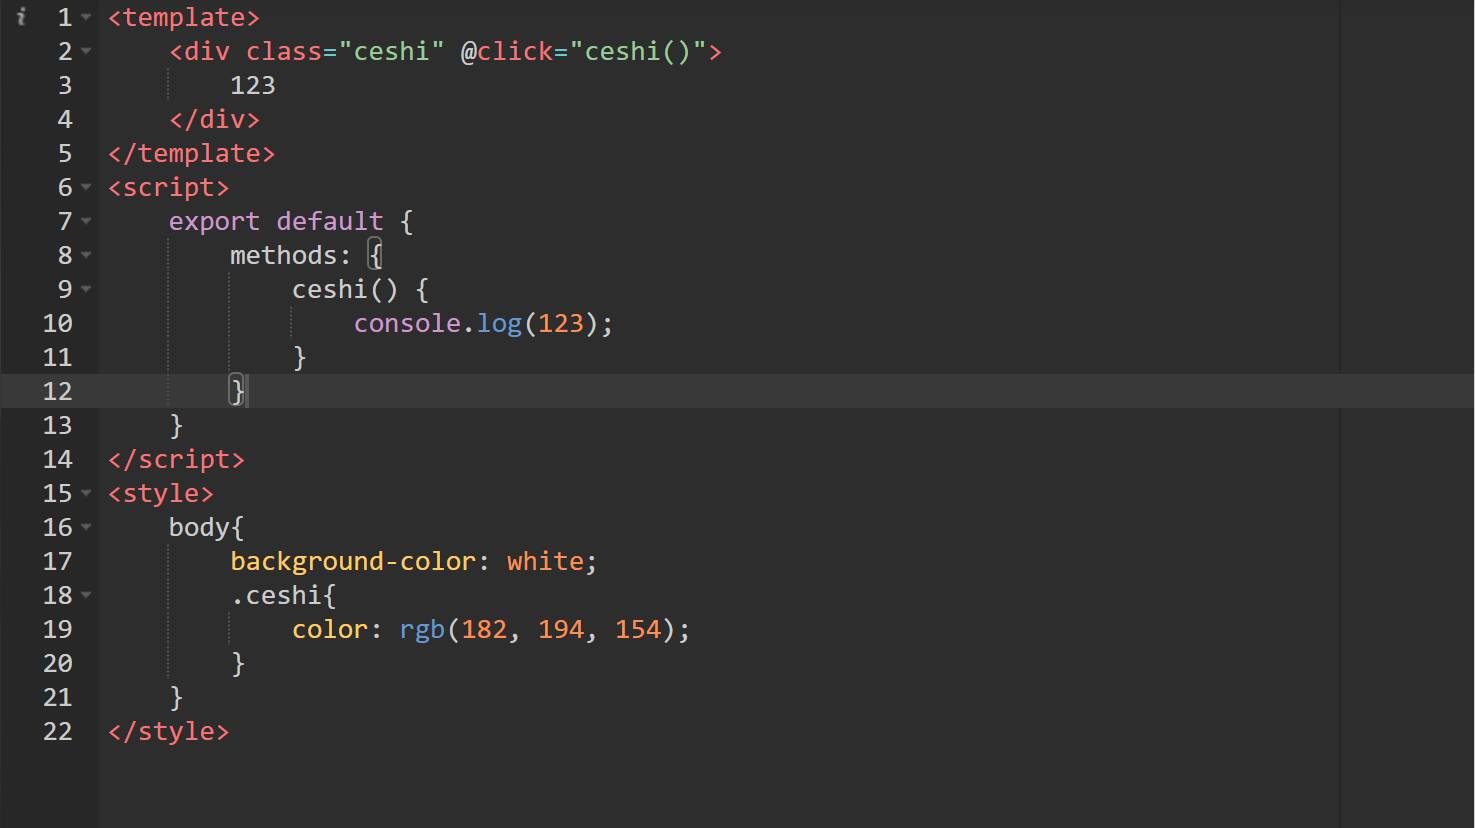 i 1 <template>
2 <div class="ceshi" @click="ceshi()">
3 123
4 </div>
5 </template>
6 <script>
7 export default {
8 methods: {
9 ceshi() {
10 console.log(123);
11 }
12 }
13 }
14 </script>
15 <style>
16 body{
17 background-color: white;
18 .ceshi{
19 color: rgb(182, 194, 154);
20 }
21 }
22 </style>